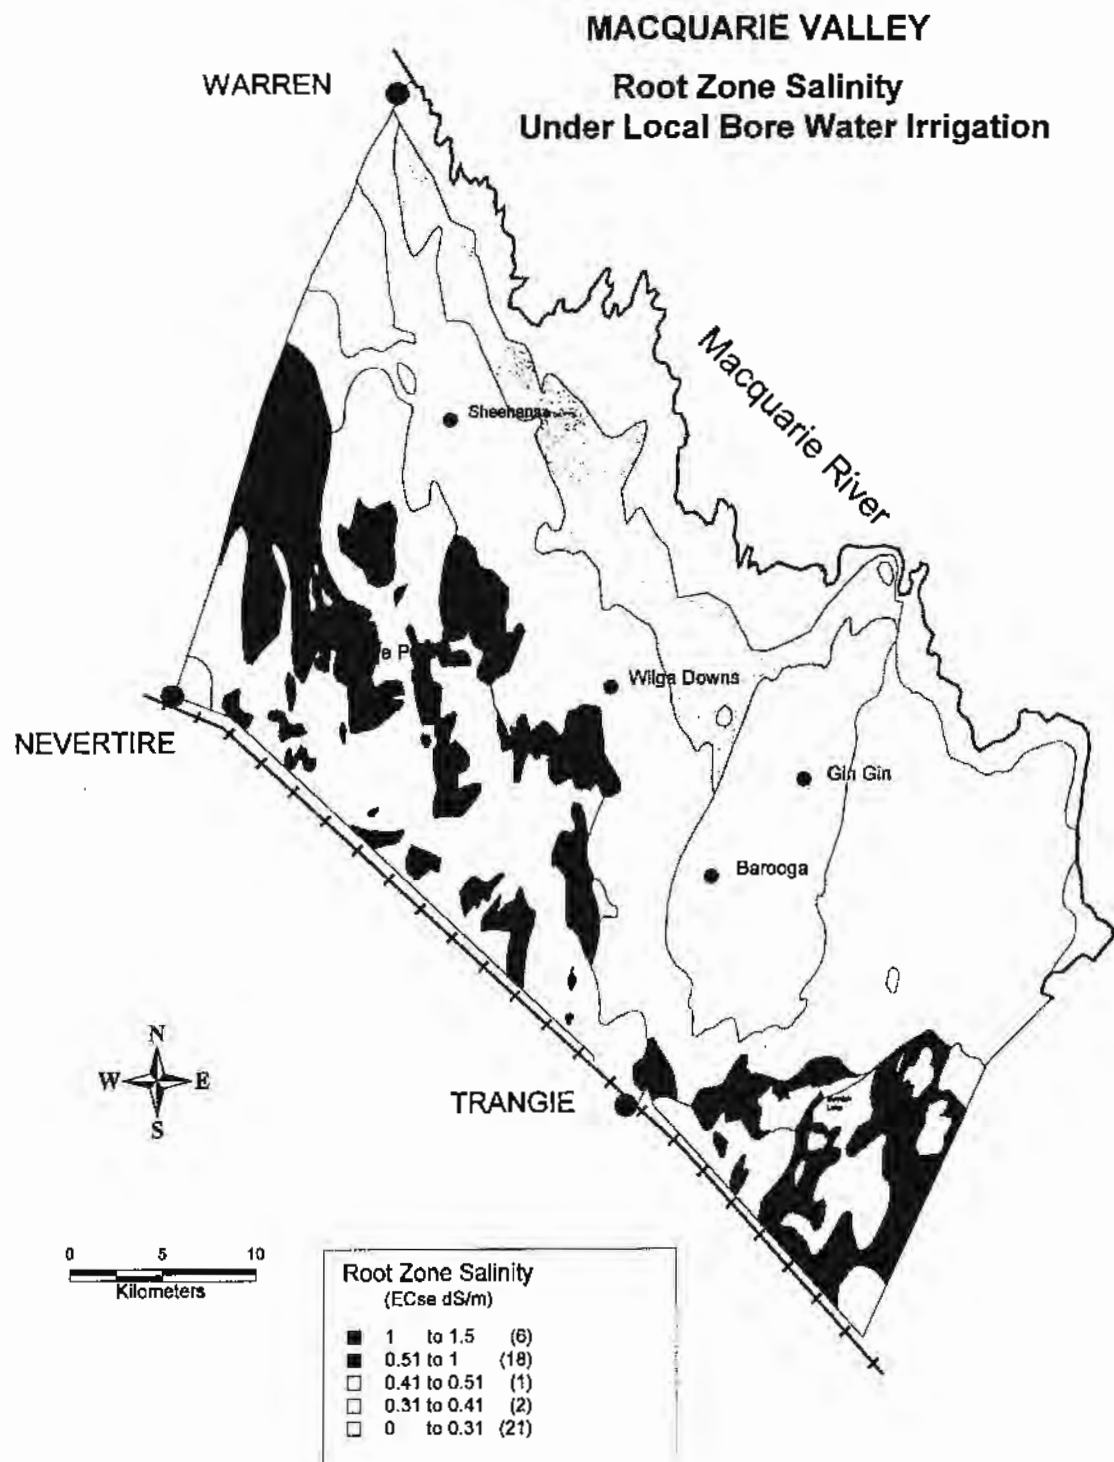 MACQUARIE VALLEY
Root Zone Salinity
Under Local Bore Water Irrigation
WARREN
Macquarie River
Sheehans
e P
Wilga Downs
NEVERTIRE
Gin Gin
Barooga
N
W E
S
TRANGIE
0 5 10
Kilometers
Root Zone Salinity
(ECse dS/m)
1 to 1.5 (6)
0.51 to 1 (18)
0.41 to 0.51 (1)
0.31 to 0.41 (2)
0 to 0.31 (21)